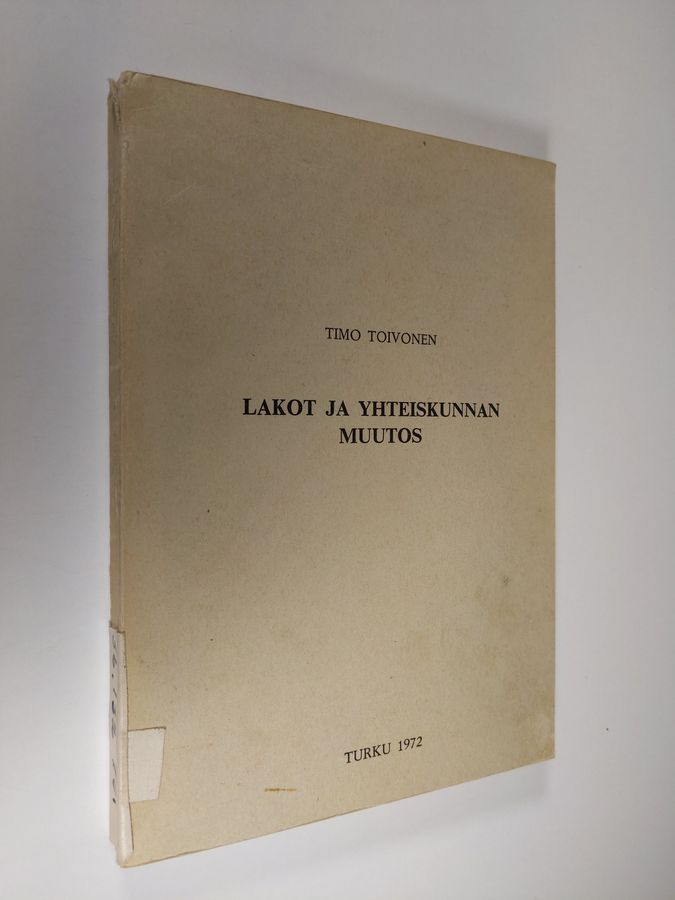 TIMO TOIVONEN
LAKOT JA YHTEISKUNNAN
MUUTOS
TURKU 1972